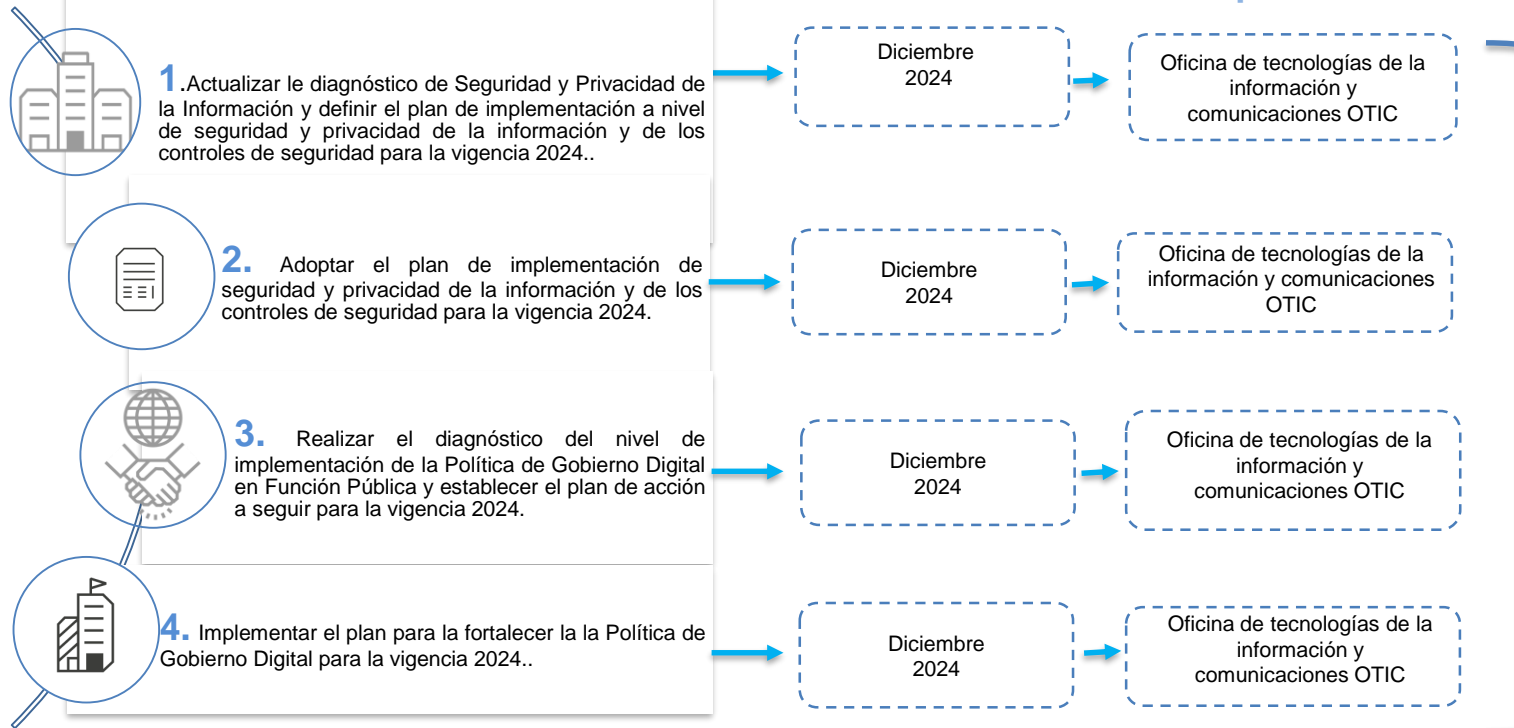 1.Actualizar le diagnóstico de Seguridad y Privacidad de
la Información y definir el plan de implementación a nivel
de seguridad y privacidad de la información y de los
controles de seguridad para la vigencia 2024..
Diciembre
2024
Oficina de tecnologías de la
información y
comunicaciones OTIC
2. Adoptar el plan de implementación de
seguridad y privacidad de la información y de los
controles de seguridad para la vigencia 2024.
Diciembre
2024
Oficina de tecnologías de la
información y comunicaciones
OTIC
3. Realizar el diagnóstico del nivel de
implementación de la Política de Gobierno Digital
en Función Pública y establecer el plan de acción
a seguir para la vigencia 2024.
Diciembre
2024
Oficina de tecnologías de la
información y
comunicaciones OTIC
4. Implementar el plan para la fortalecer la la Política de
Gobierno Digital para la vigencia 2024..
Diciembre
2024
Oficina de tecnologías de la
información y
comunicaciones OTIC